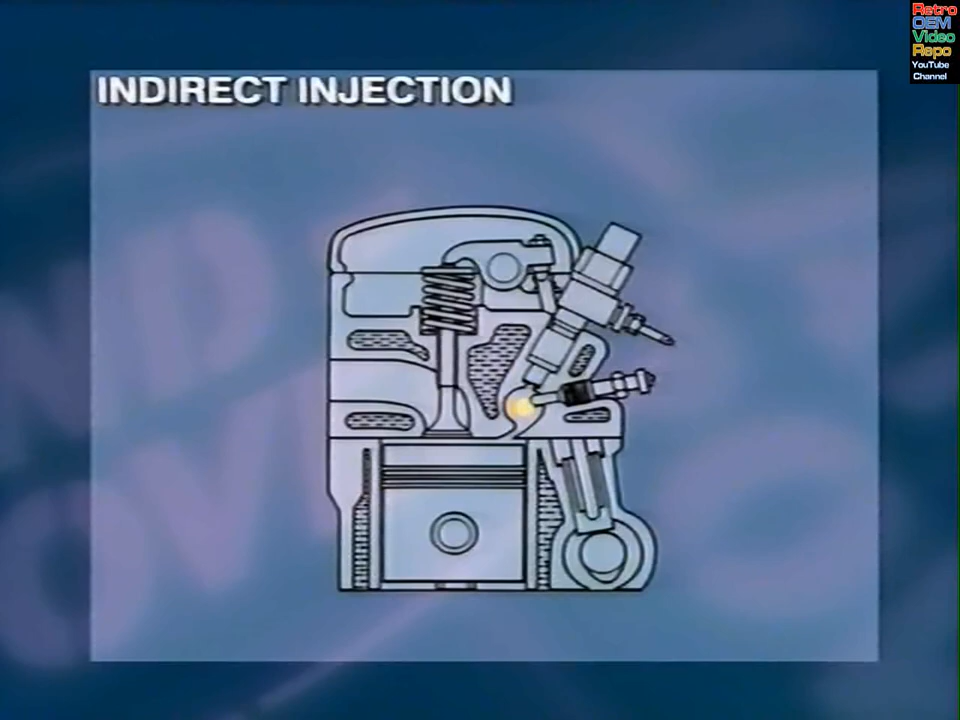 Retro
OEM
Video
Repo
YouTube
Channel
INDIRECT INJECTION